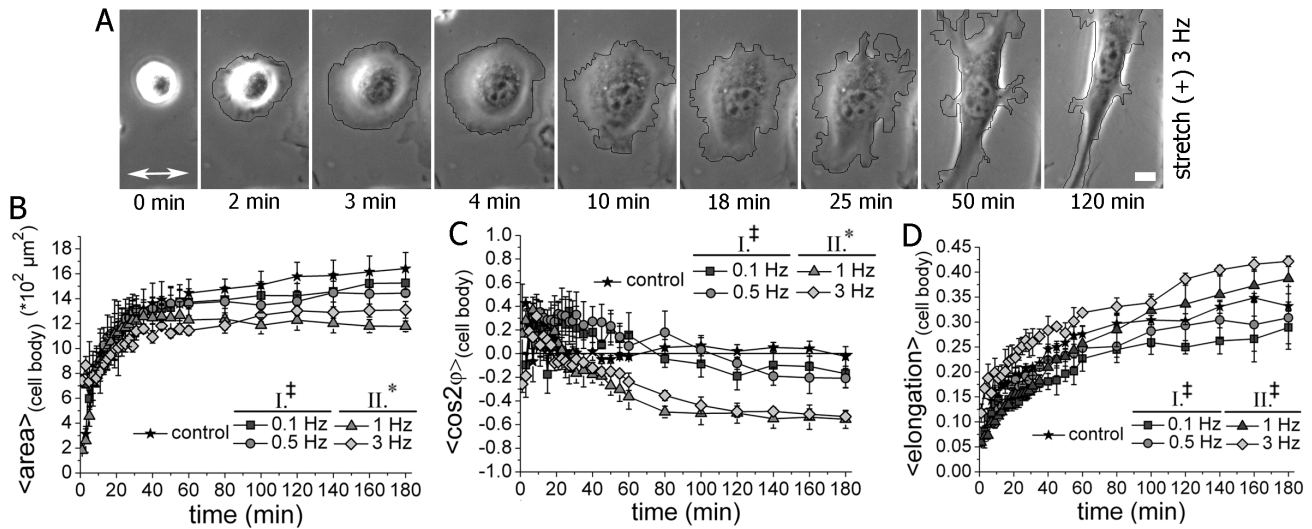 A
stretch (+) 3 Hz
0 min 2 min 3 min 4 min 10 min 18 min 25 min 50 min 120 min
B
<area>(cell body) (*10² µm²)
18
16
14
12
10
8
6
4
2
0
I.‡ II.*
control 0.1 Hz 1 Hz
0.5 Hz 3 Hz
0 20 40 60 80 100 120 140 160 180
time (min)
C
<cos2φ>(cell body)
1.0
0.8
0.6
0.4
0.2
0.0
-0.2
-0.4
-0.6
-0.8
-1.0
I.‡ II.*
control 0.1 Hz 1 Hz
0.5 Hz 3 Hz
0 20 40 60 80 100 120 140 160 180
time (min)
D
<elongation>(cell body)
0.45
0.40
0.35
0.30
0.25
0.20
0.15
0.10
0.05
0.00
I.‡ II.‡
control 0.1 Hz 1 Hz
0.5 Hz 3 Hz
0 20 40 60 80 100 120 140 160 180
time (min)